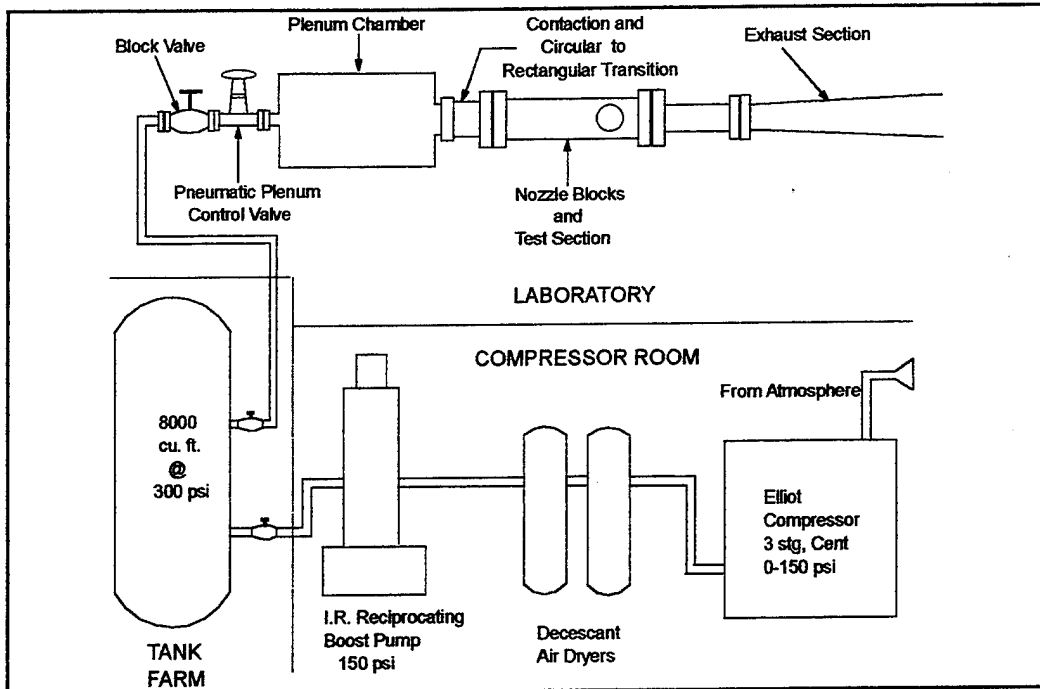 Plenum Chamber
Block Valve
Contaction and
Circular to
Rectangular Transition
Exhaust Section
Pneumatic Plenum
Control Valve
Nozzle Blocks
and
Test Section
LABORATORY
COMPRESSOR ROOM
From Atmosphere
8000
cu. ft.
@
300 psi
Elliot
Compressor
3 stg, Cent
0-150 psi
I.R. Reciprocating
Boost Pump
150 psi
Decescant
Air Dryers
TANK
FARM